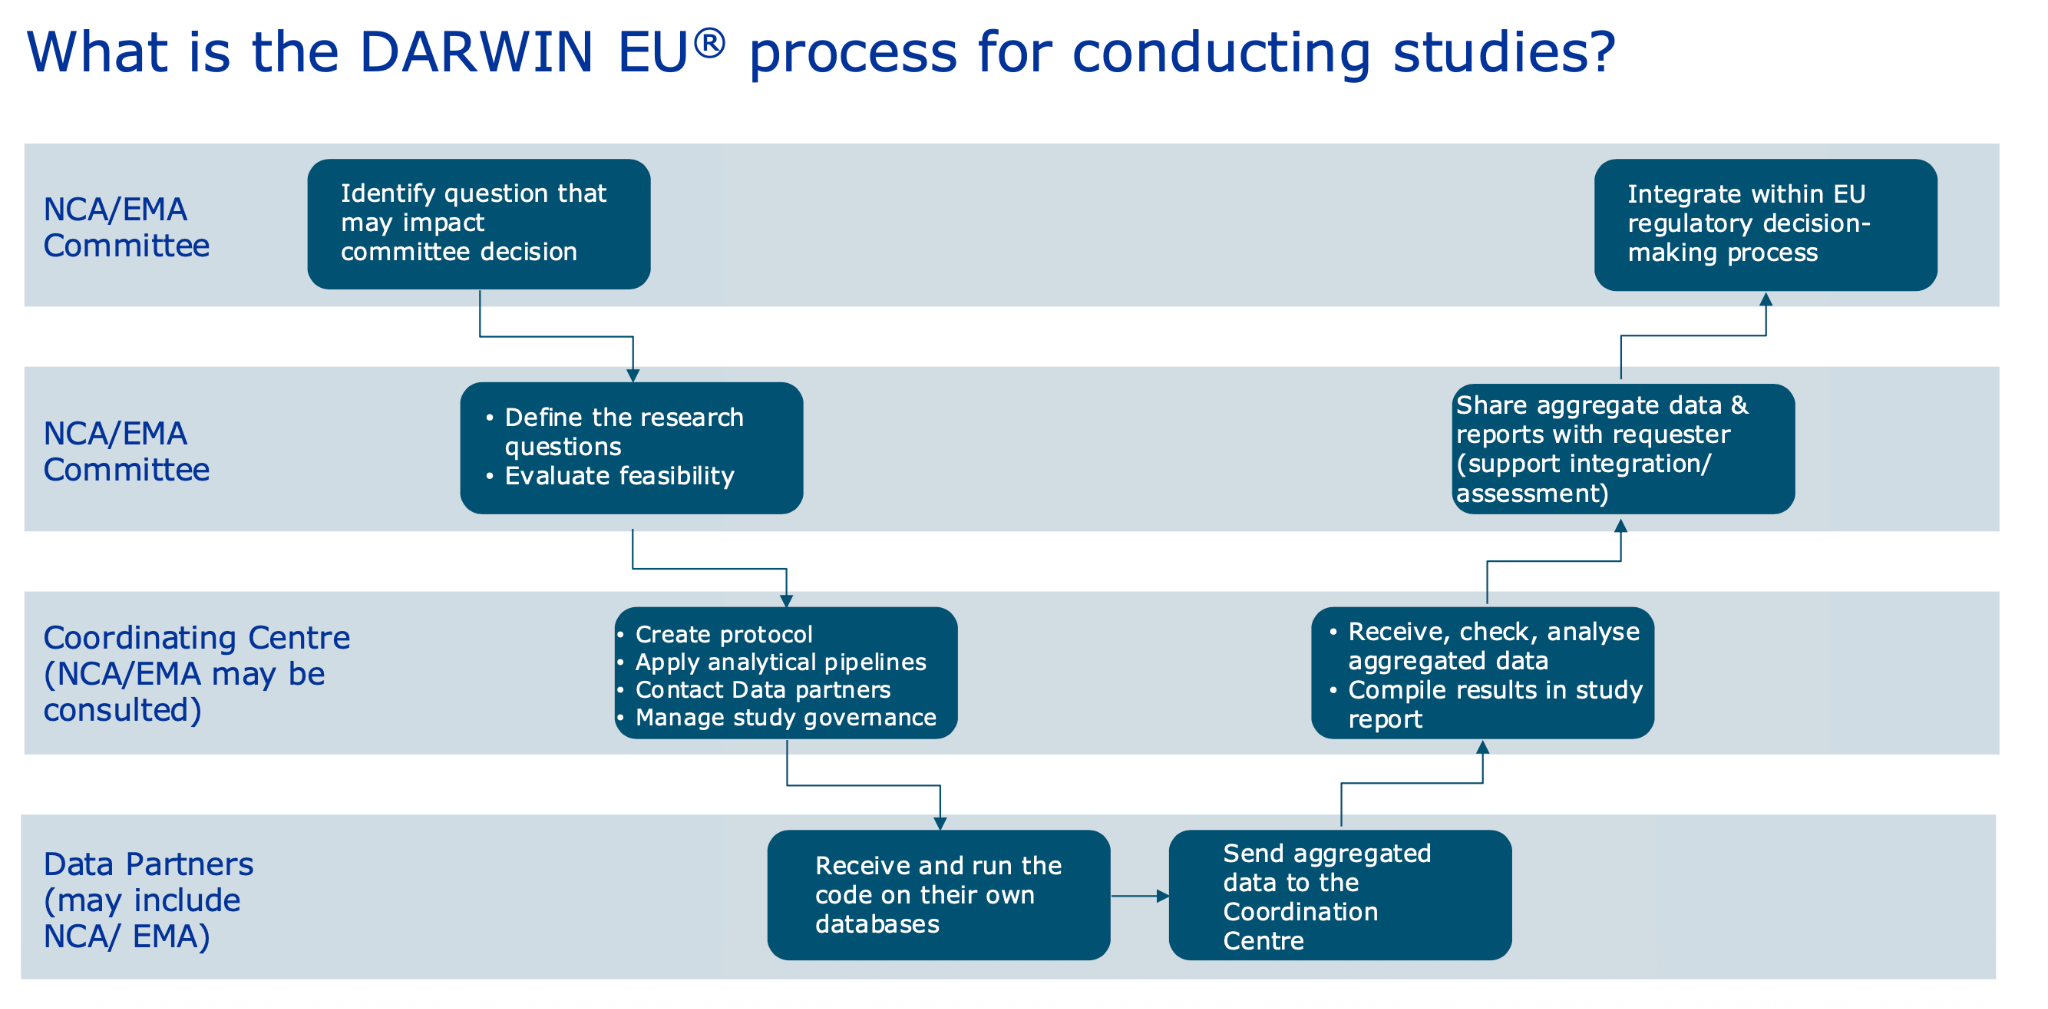 What is the DARWIN EU® process for conducting studies?
NCA/EMA
Committee
Identify question that
may impact
committee decision
Integrate within EU
regulatory decision-
making process
NCA/EMA
Committee
• Define the research
questions
• Evaluate feasibility
Share aggregate data &
reports with requester
(support integration/
assessment)
Coordinating Centre
(NCA/EMA may be
consulted)
• Create protocol
• Apply analytical pipelines
• Contact Data partners
• Manage study governance
• Receive, check, analyse
aggregated data
• Compile results in study
report
Data Partners
(may include
NCA/ EMA)
Receive and run the
code on their own
databases
Send aggregated
data to the
Coordination
Centre